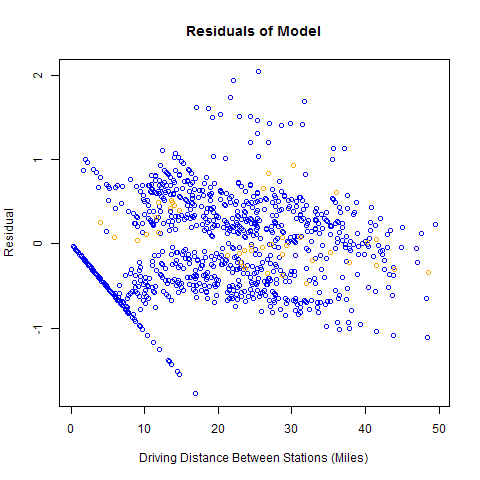 Residuals of Model
Residual
2
1
0
-1
0 10 20 30 40 50
Driving Distance Between Stations (Miles)